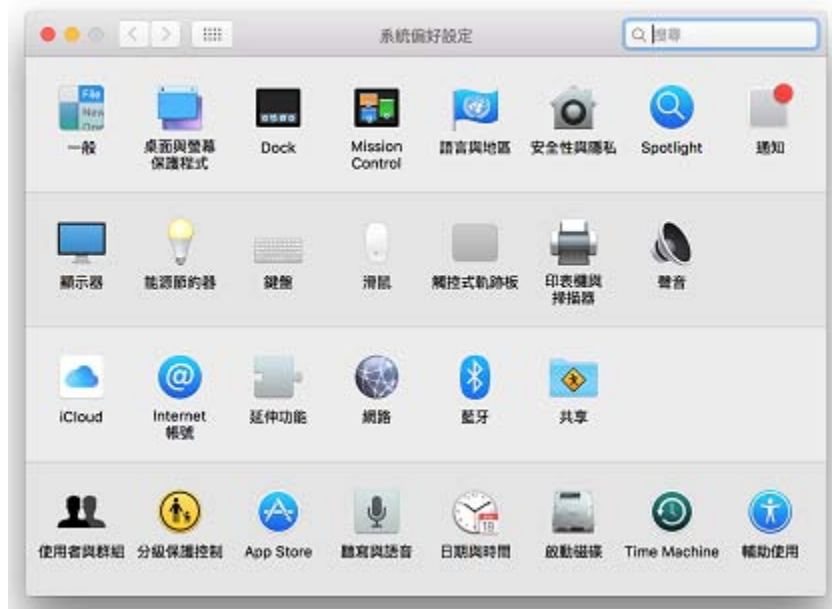 系統偏好設定
搜尋
一般
桌面與螢幕
保護程式
Dock
Mission
Control
語言與地區
安全性與隱私
Spotlight
通知
顯示器
能源節約器
鍵盤
滑鼠
觸控式軌跡板
印表機與
掃描器
聲音
iCloud
Internet
帳號
延伸功能
網路
藍牙
共享
使用者與群組
分級保護控制
App Store
聽寫與語音
日期與時間
啟動磁碟
Time Machine
輔助使用
File
New
18